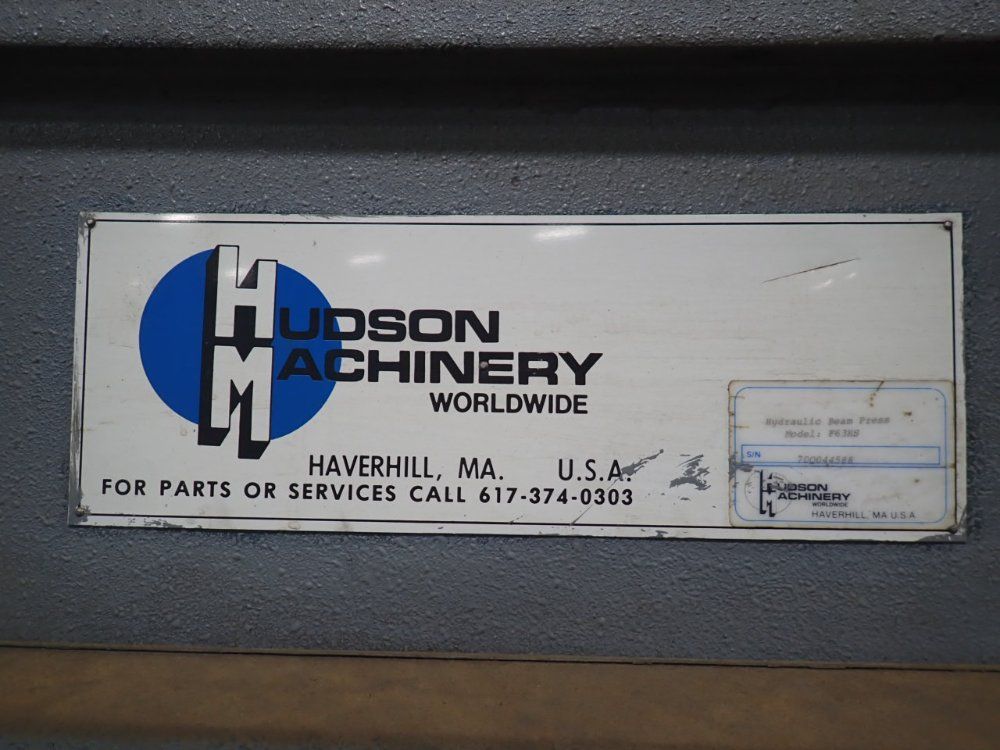 HUDSON
MACHINERY
WORLDWIDE
HAVERHILL, MA. U.S.A.
FOR PARTS OR SERVICES CALL 617-374-0303
Hydraulic Beam Press
Model:
S/N
HUDSON
MACHINERY
WORLDWIDE
HAVERHILL, MA U.S.A.